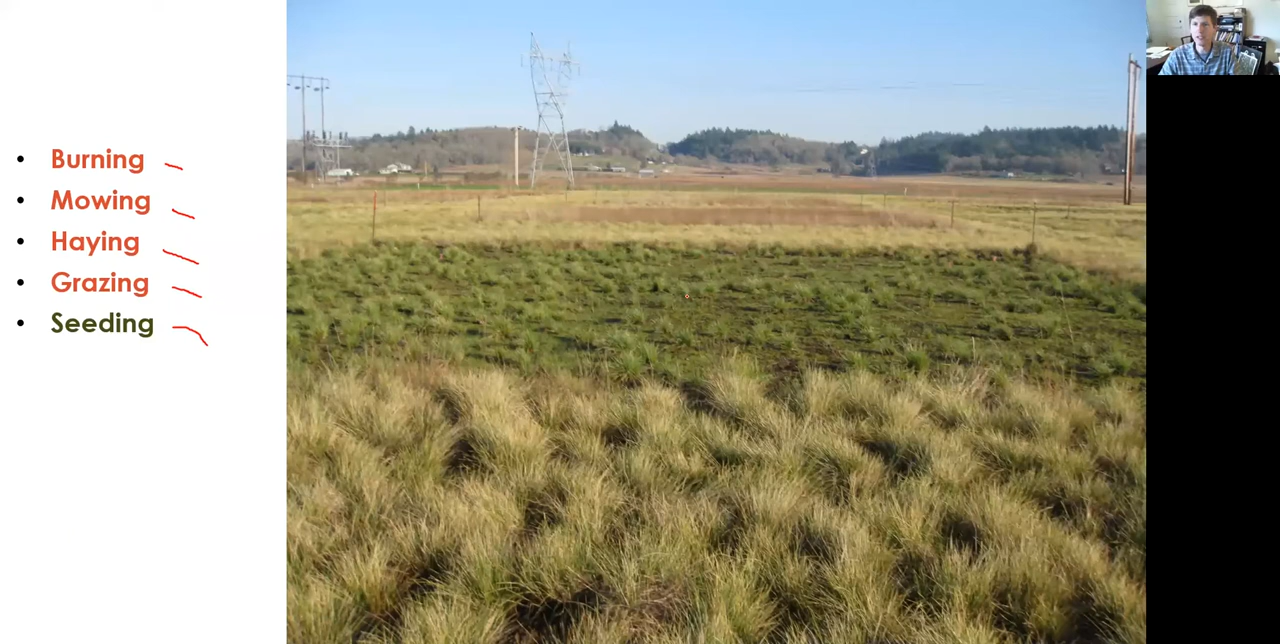 • Burning
• Mowing
• Haying
• Grazing
• Seeding